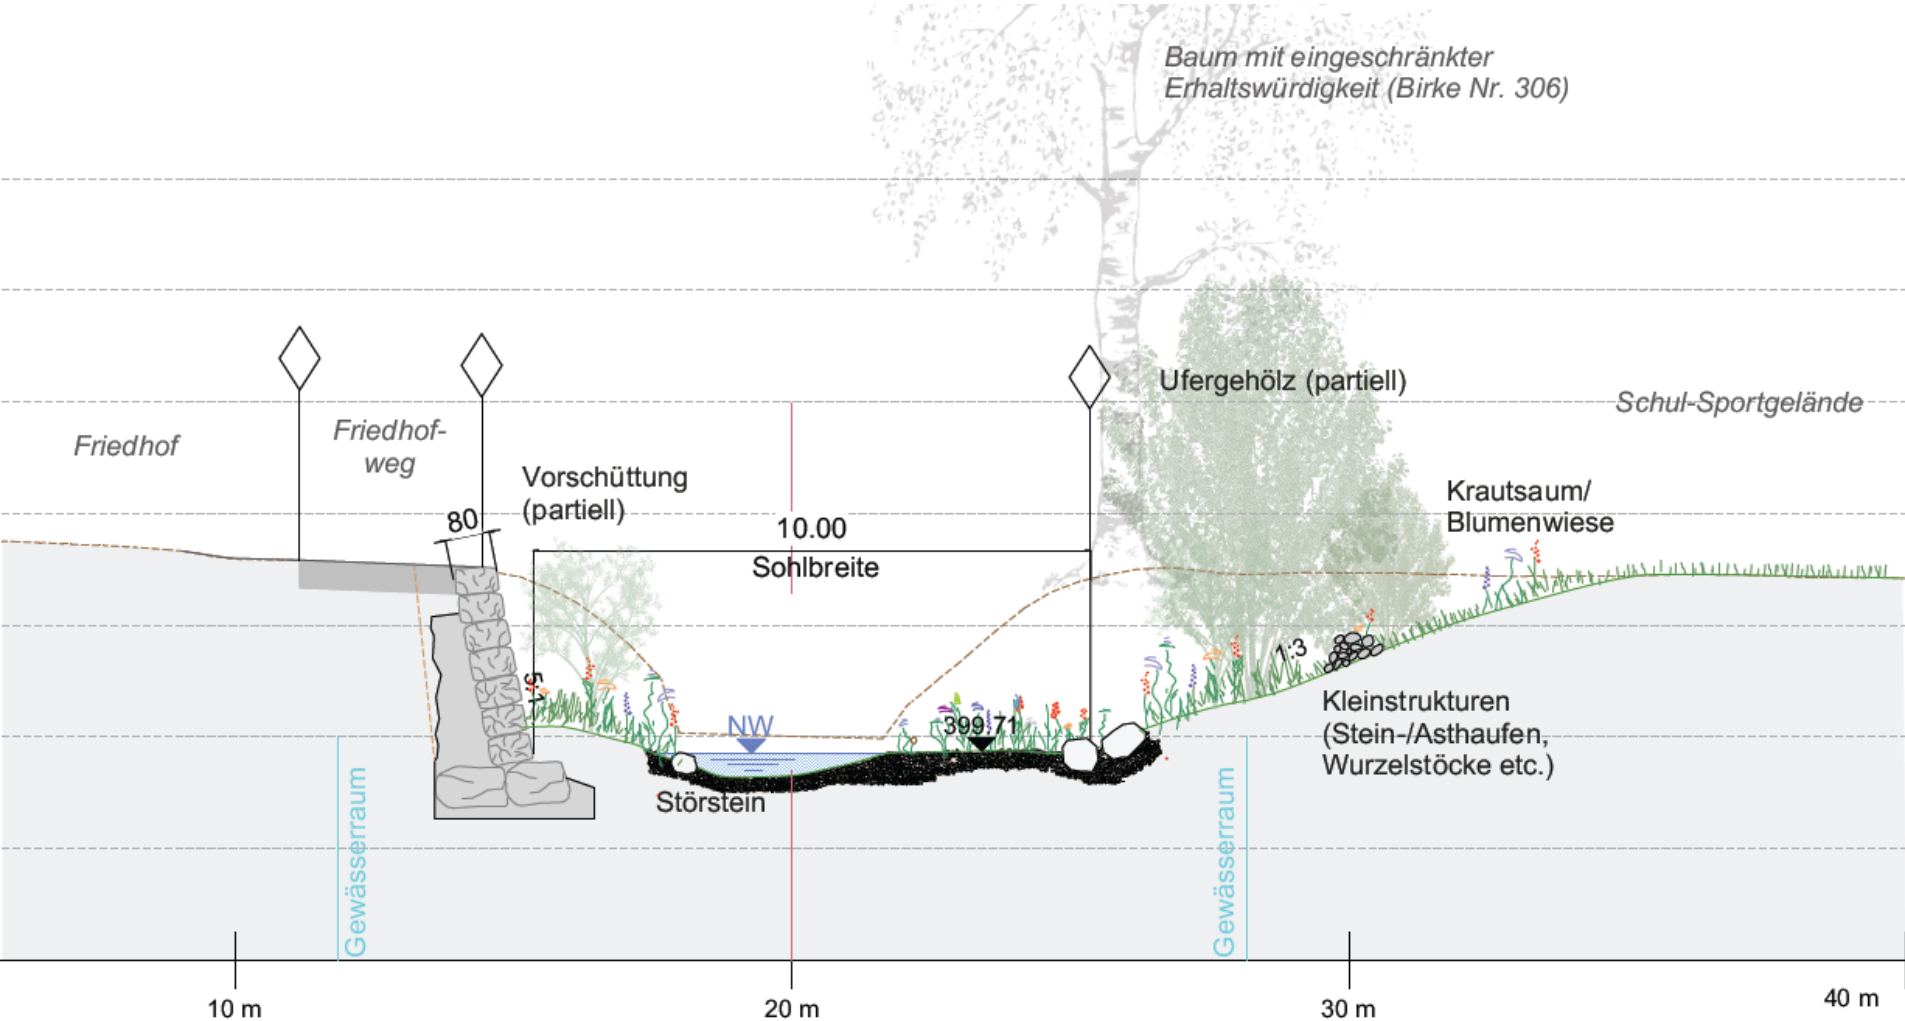 Baum mit eingeschränkter
Erhaltswürdigkeit (Birke Nr. 306)
Ufergehölz (partiell)
Schul-Sportgelände
Friedhof
Friedhof-
weg
Vorschüttung
(partiell)
80
10.00
Sohlbreite
Krautsaum/
Blumenwiese
5:1
1:3
NW
399.71
Kleinstrukturen
(Stein-/Asthaufen,
Wurzelstöcke etc.)
Störstein
Gewässerraum
Gewässerraum
10 m
20 m
30 m
40 m